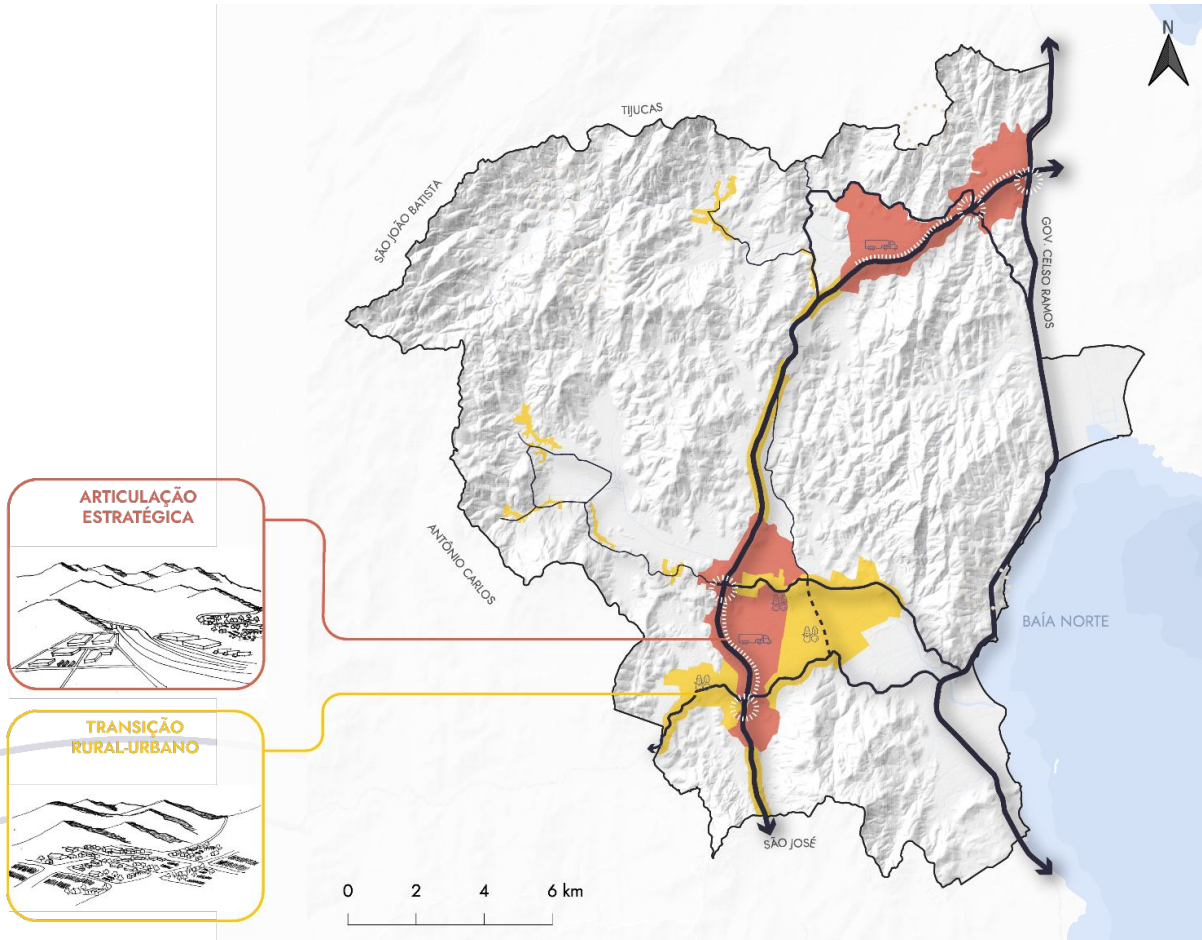 N
TIJUCAS
SÃO JOÃO BATISTA
GOV. CELSO RAMOS
ARTICULAÇÃO
ESTRATÉGICA
ANTÔNIO CARLOS
BAÍA NORTE
TRANSIÇÃO
RURAL-URBANO
SÃO JOSÉ
0 2 4 6 km